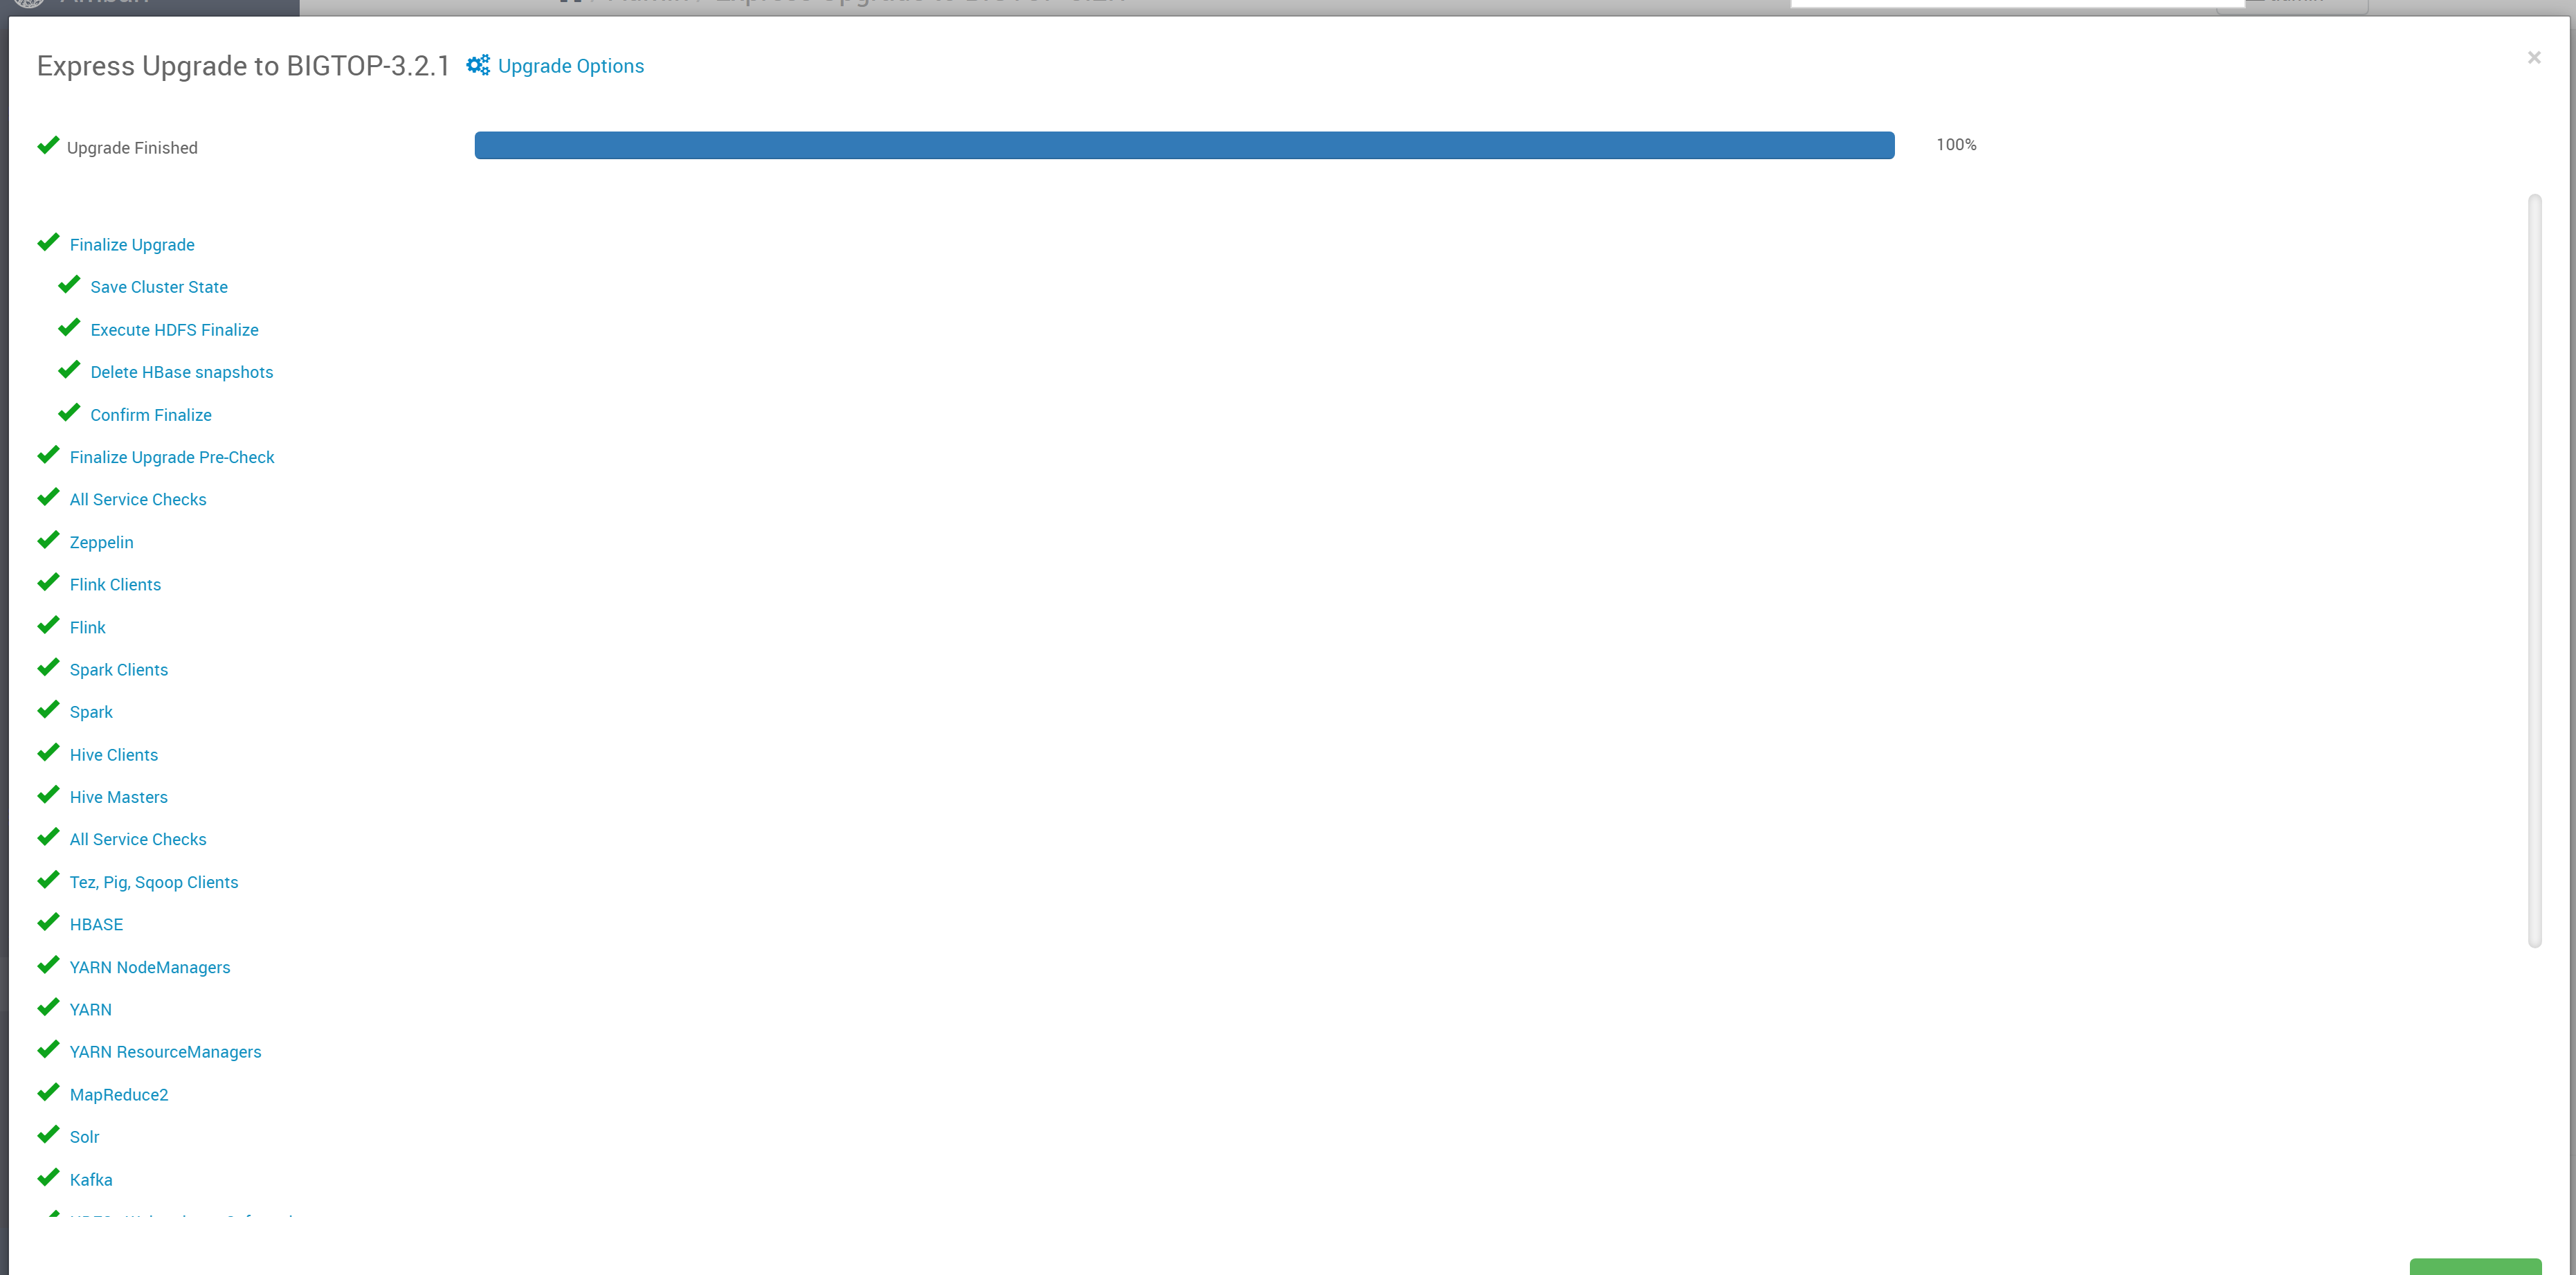 Express Upgrade to BIGTOP-3.2.1 Upgrade Options
×
Upgrade Finished 100%
Finalize Upgrade
Save Cluster State
Execute HDFS Finalize
Delete HBase snapshots
Confirm Finalize
Finalize Upgrade Pre-Check
All Service Checks
Zeppelin
Flink Clients
Flink
Spark Clients
Spark
Hive Clients
Hive Masters
All Service Checks
Tez, Pig, Sqoop Clients
HBASE
YARN NodeManagers
YARN
YARN ResourceManagers
MapReduce2
Solr
Kafka